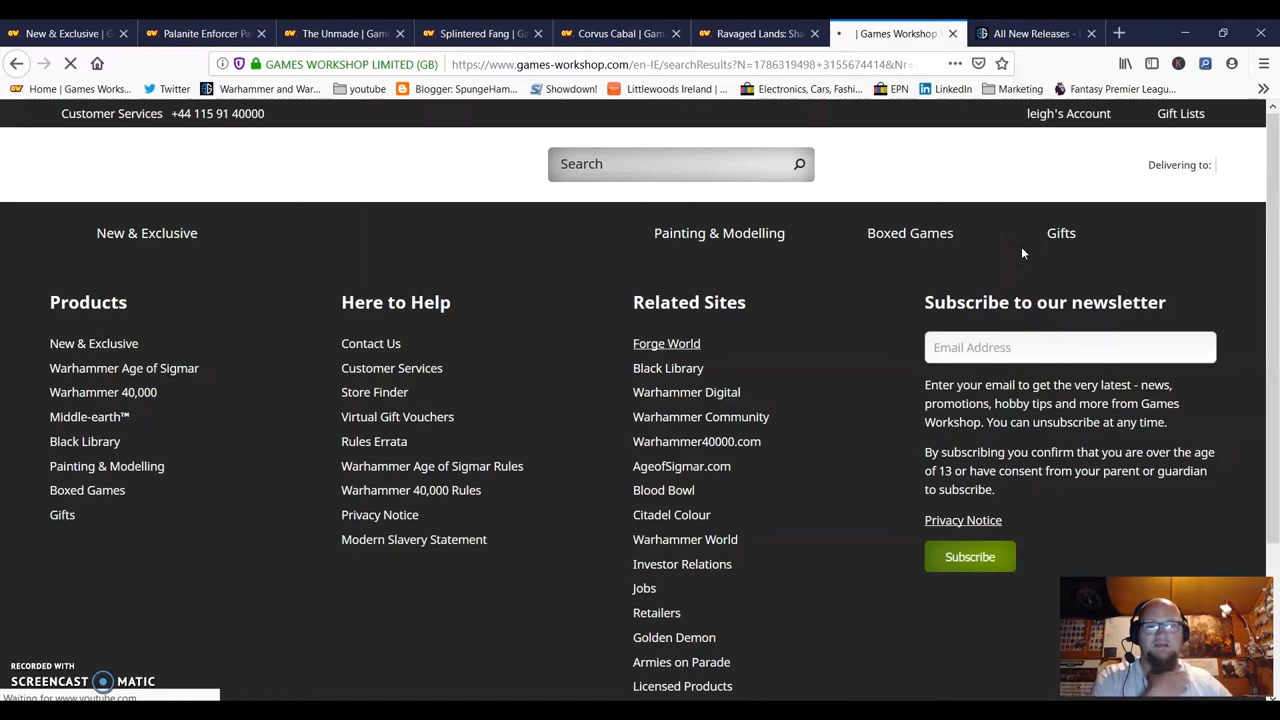 New & Exclusive | G
Palanite Enforcer Pa
The Unmade | Game
Splintered Fang | G
Corvus Cabal | Gam
Ravaged Lands: Sha
| Games Workshop
All New Releases -
GAMES WORKSHOP LIMITED (GB)
https://www.games-workshop.com/en-IE/searchResults?N=1786319498+3155674414&Nr=
Home | Games Works...
Twitter
Warhammer and War...
youtube
Blogger: SpungeHam...
Showdown!
Littlewoods Ireland | ...
Electronics, Cars, Fashi...
EPN
LinkedIn
Marketing
Fantasy Premier Leag...
Customer Services +44 115 91 40000
leigh's Account
Gift Lists
Search
Delivering to:
New & Exclusive
Painting & Modelling
Boxed Games
Gifts
Products
New & Exclusive
Warhammer Age of Sigmar
Warhammer 40,000
Middle-earth™
Black Library
Painting & Modelling
Boxed Games
Gifts
Here to Help
Contact Us
Customer Services
Store Finder
Virtual Gift Vouchers
Rules Errata
Warhammer Age of Sigmar Rules
Warhammer 40,000 Rules
Privacy Notice
Modern Slavery Statement
Related Sites
Forge World
Black Library
Warhammer Digital
Warhammer Community
Warhammer40000.com
AgeofSigmar.com
Blood Bowl
Citadel Colour
Warhammer World
Investor Relations
Jobs
Retailers
Golden Demon
Armies on Parade
Licensed Products
Subscribe to our newsletter
Email Address
Enter your email to get the very latest - news,
promotions, hobby tips and more from Games
Workshop. You can unsubscribe at any time.
By subscribing you confirm that you are over the age
of 13 or have consent from your parent or guardian
to subscribe.
Privacy Notice
Subscribe
RECORDED WITH
SCREENCAST MATIC
Waiting for www.youtube.com